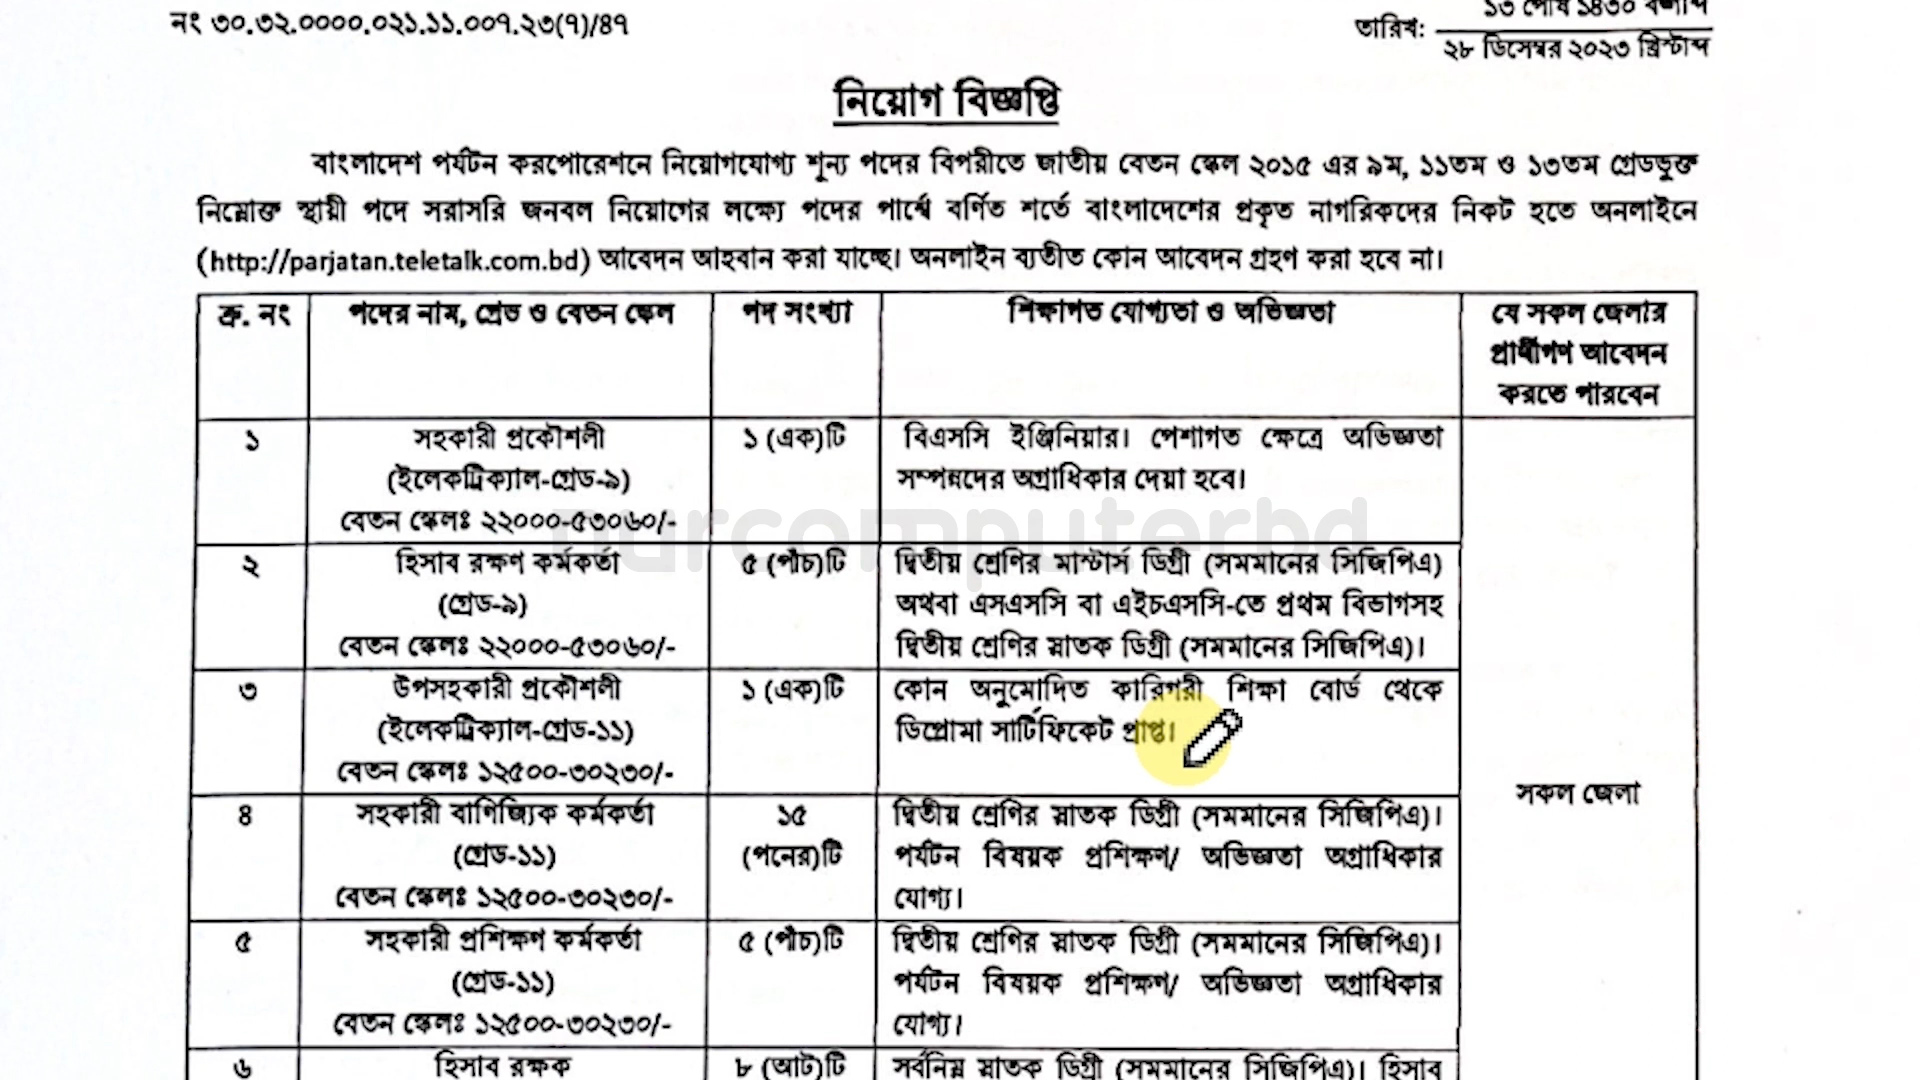 নং ৩০.৩২.০০০০.০২১.১১.০০৭.২৩(৭)/৪৭
১৩ পৌষ ১৪৩০ বঙ্গাব্দ
তারিখ:
২৮ ডিসেম্বর ২০২৩ খ্রিস্টাব্দ
নিয়োগ বিজ্ঞপ্তি
বাংলাদেশ পর্যটন করপোরেশনে নিয়োগযোগ্য শূন্য পদের বিপরীতে জাতীয় বেতন স্কেল ২০১৫ এর ৯ম, ১১তম ও ১৩তম গ্রেডভুক্ত
নিম্নোক্ত স্থায়ী পদে সরাসরি জনবল নিয়োগের লক্ষ্যে পদের পার্শ্বে বর্ণিত শর্তে বাংলাদেশের প্রকৃত নাগরিকদের নিকট হতে অনলাইনে
(http://parjatan.teletalk.com.bd) আবেদন আহবান করা যাচ্ছে। অনলাইন ব্যতীত কোন আবেদন গ্রহণ করা হবে না।
ক্র. নং পদের নাম, গ্রেড ও বেতন স্কেল পদ সংখ্যা শিক্ষাগত যোগ্যতা ও অভিজ্ঞতা যে সকল জেলার
প্রার্থীগণ আবেদন
করতে পারবেন
১ সহকারী প্রকৌশলী ১ (এক)টি বিএসসি ইঞ্জিনিয়ার। পেশাগত ক্ষেত্রে অভিজ্ঞতা
(ইলেকট্রিক্যাল-গ্রেড-৯) সম্পন্নদের অগ্রাধিকার দেয়া হবে।
বেতন স্কেলঃ ২২০০০-৫৩০৬০/-
ourcomputerbd
২ হিসাব রক্ষণ কর্মকর্তা ৫ (পাঁচ)টি দ্বিতীয় শ্রেণির মাস্টার্স ডিগ্রী (সমমানের সিজিপিএ)
(গ্রেড-৯) অথবা এসএসসি বা এইচএসসি-তে প্রথম বিভাগসহ
বেতন স্কেলঃ ২২০০০-৫৩০৬০/- দ্বিতীয় শ্রেণির স্নাতক ডিগ্রী (সমমানের সিজিপিএ)।
৩ উপসহকারী প্রকৌশলী ১ (এক)টি কোন অনুমোদিত কারিগরী শিক্ষা বোর্ড থেকে
(ইলেকট্রিক্যাল-গ্রেড-১১) ডিপ্লোমা সার্টিফিকেট প্রাপ্ত।
বেতন স্কেলঃ ১২৫০০-৩০২৩০/-
সকল জেলা
৪ সহকারী বাণিজ্যিক কর্মকর্তা ১৫ দ্বিতীয় শ্রেণির স্নাতক ডিগ্রী (সমমানের সিজিপিএ)।
(গ্রেড-১১) (পনের)টি পর্যটন বিষয়ক প্রশিক্ষণ/ অভিজ্ঞতা অগ্রাধিকার
বেতন স্কেলঃ ১২৫০০-৩০২৩০/- যোগ্য।
৫ সহকারী প্রশিক্ষণ কর্মকর্তা ৫ (পাঁচ)টি দ্বিতীয় শ্রেণির স্নাতক ডিগ্রী (সমমানের সিজিপিএ)।
(গ্রেড-১১) পর্যটন বিষয়ক প্রশিক্ষণ/ অভিজ্ঞতা অগ্রাধিকার
বেতন স্কেলঃ ১২৫০০-৩০২৩০/- যোগ্য।
৬ হিসাব রক্ষক ৮ (আট)টি সর্বনিম্ন স্নাতক ডিগ্রী (সমমানের সিজিপিএ)। হিসাব